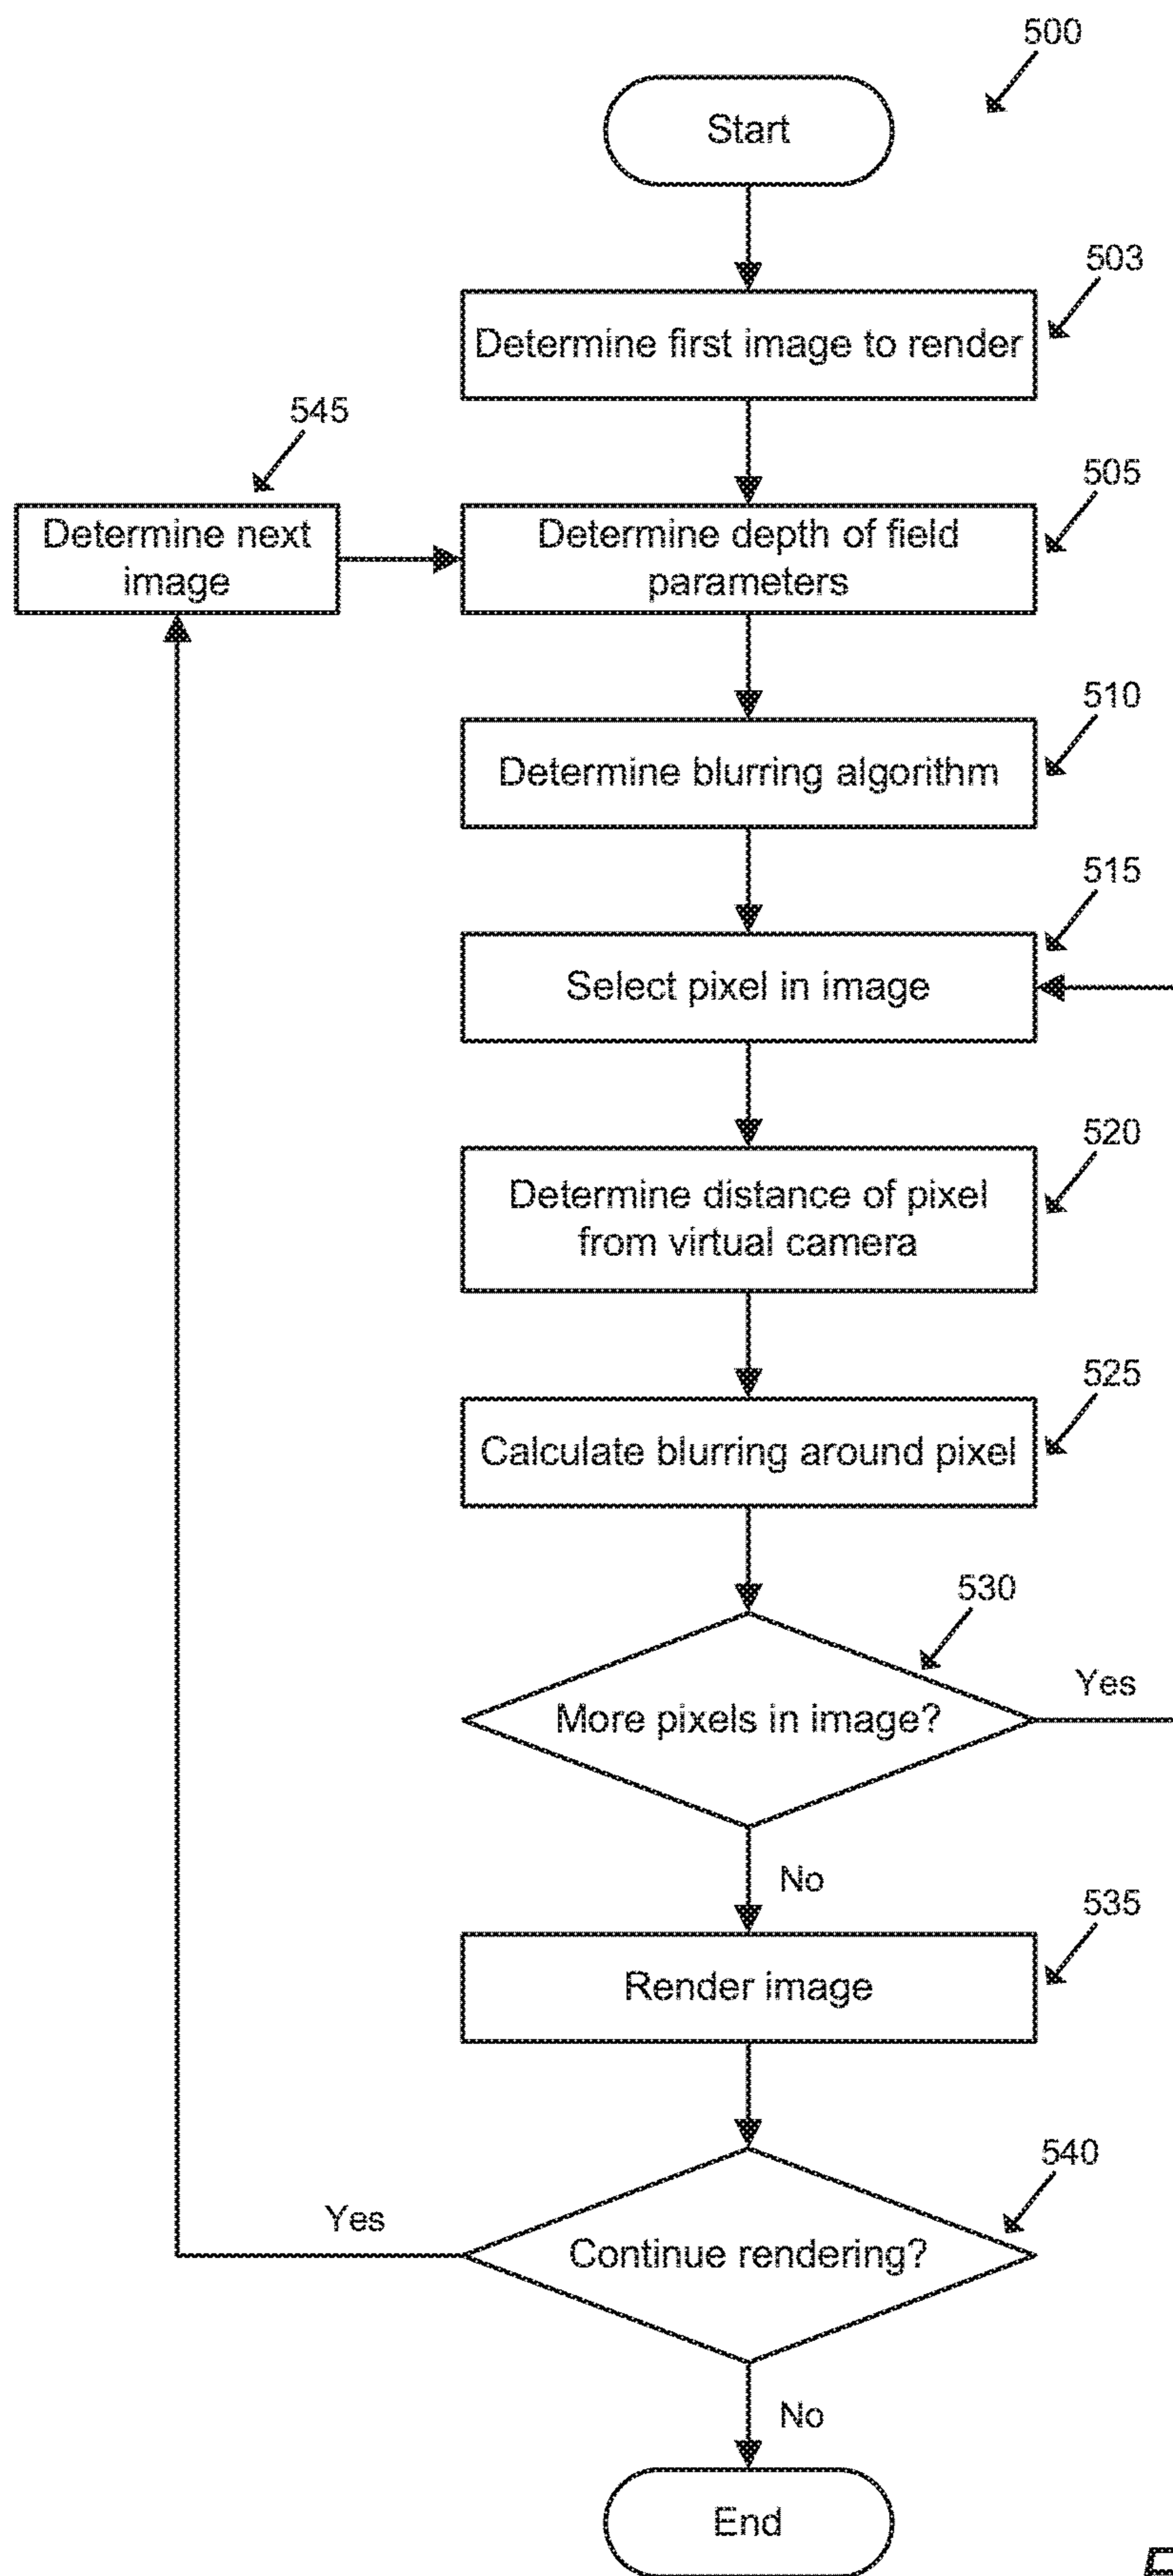 500
Start
503
Determine first image to render
545
505
Determine next
image
Determine depth of field
parameters
510
Determine blurring algorithm
515
Select pixel in image
520
Determine distance of pixel
from virtual camera
525
Calculate blurring around pixel
530
Yes
More pixels in image?
No
535
Render image
540
Yes
Continue rendering?
No
End